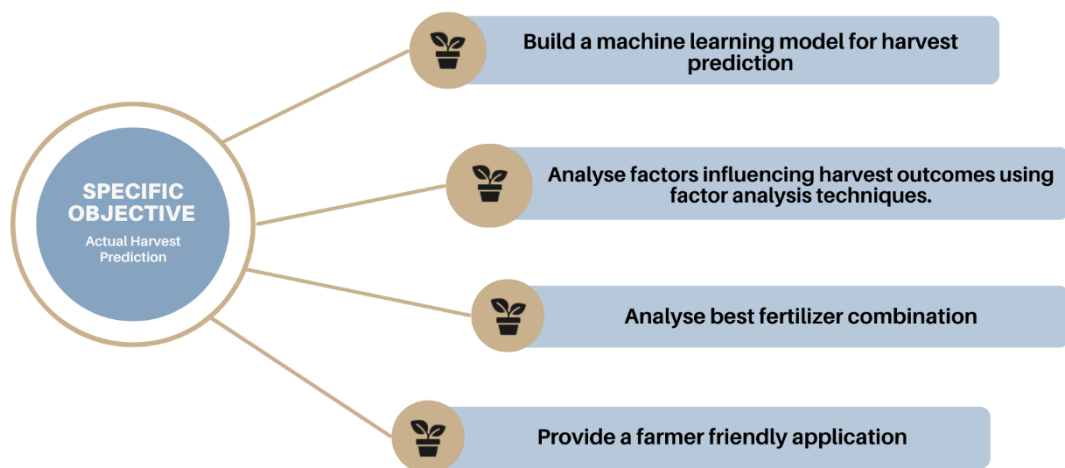 SPECIFIC
OBJECTIVE
Actual Harvest
Prediction
Build a machine learning model for harvest
prediction
Analyse factors influencing harvest outcomes using
factor analysis techniques.
Analyse best fertilizer combination
Provide a farmer friendly application